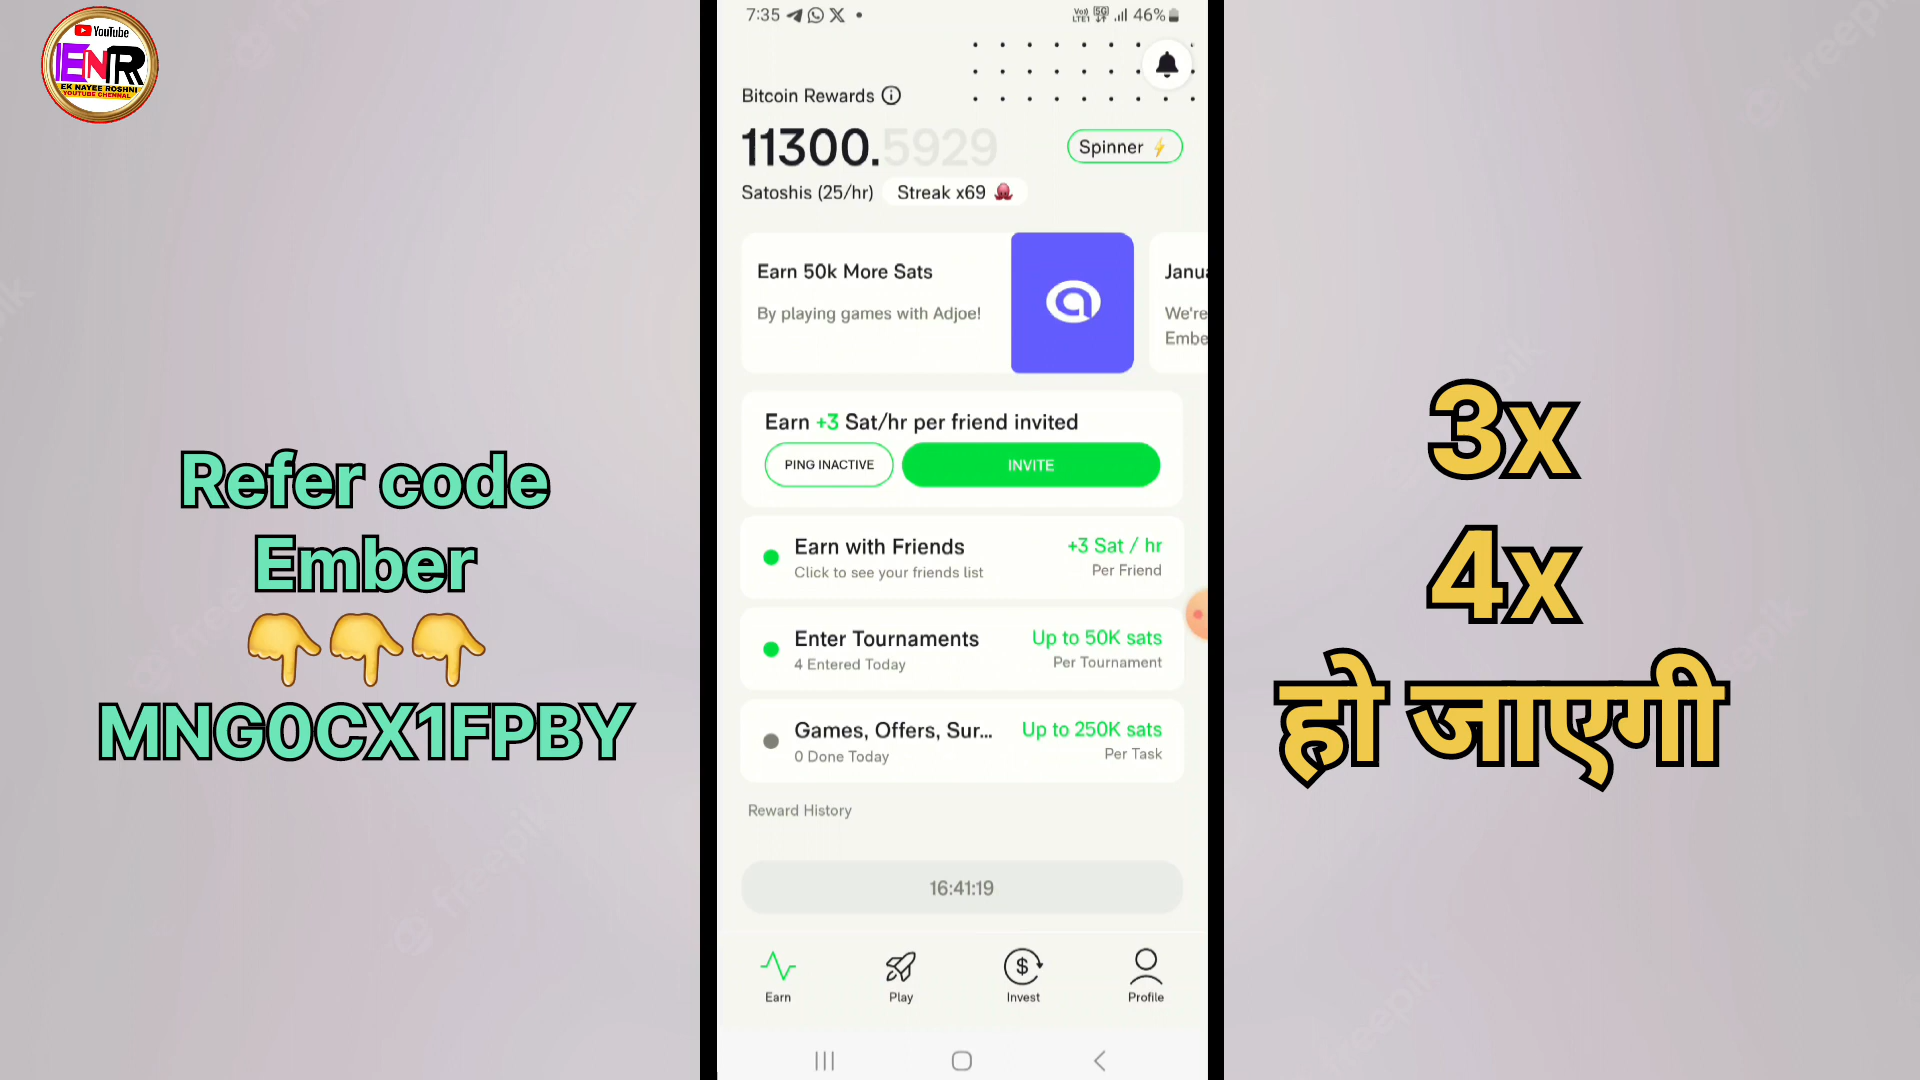 YouTube
ENR
EK NAYEE ROSHNI
YOUTUBE CHENNAL
Refer code
Ember
👇👇👇
MNG0CX1FPBY
7:35
46%
Bitcoin Rewards
11300.5929
Spinner ⚡
Satoshis (25/hr)
Streak x69 🐙
Earn 50k More Sats
By playing games with Adjoe!
Janua
We're
Embe
Earn +3 Sat/hr per friend invited
PING INACTIVE
INVITE
Earn with Friends
+3 Sat / hr
Click to see your friends list
Per Friend
Enter Tournaments
Up to 50K sats
4 Entered Today
Per Tournament
Games, Offers, Sur...
Up to 250K sats
0 Done Today
Per Task
Reward History
16:41:19
Earn
Play
Invest
Profile
3x
4x
हो जाएगी